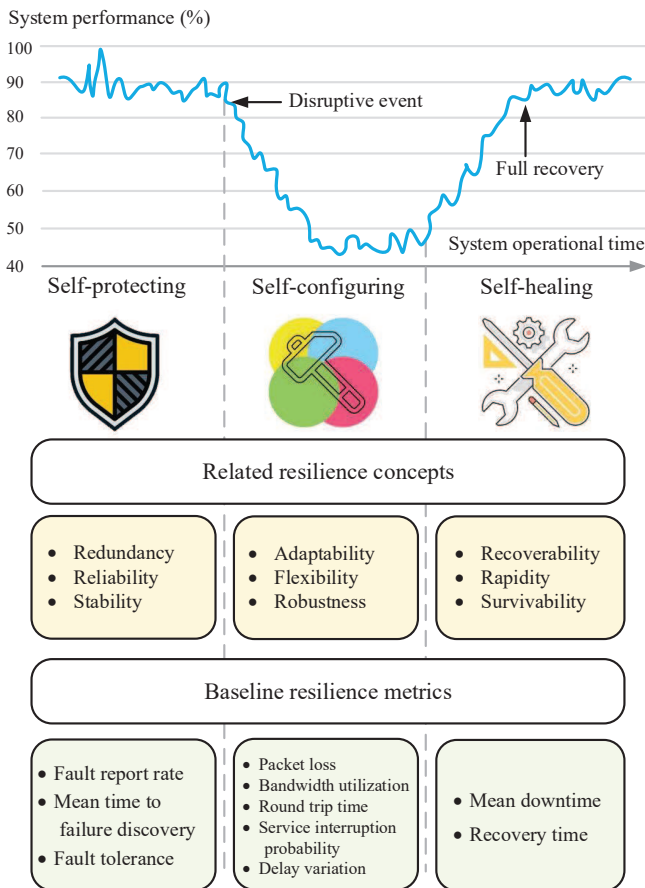 System performance (%)
100
90
80
70
60
50
40
Disruptive event
Full recovery
System operational time
Self-protecting
Self-configuring
Self-healing
Related resilience concepts
• Redundancy
• Reliability
• Stability
• Adaptability
• Flexibility
• Robustness
• Recoverability
• Rapidity
• Survivability
Baseline resilience metrics
• Fault report rate
• Mean time to
failure discovery
• Fault tolerance
• Packet loss
• Bandwidth utilization
• Round trip time
• Service interruption
probability
• Delay variation
• Mean downtime
• Recovery time